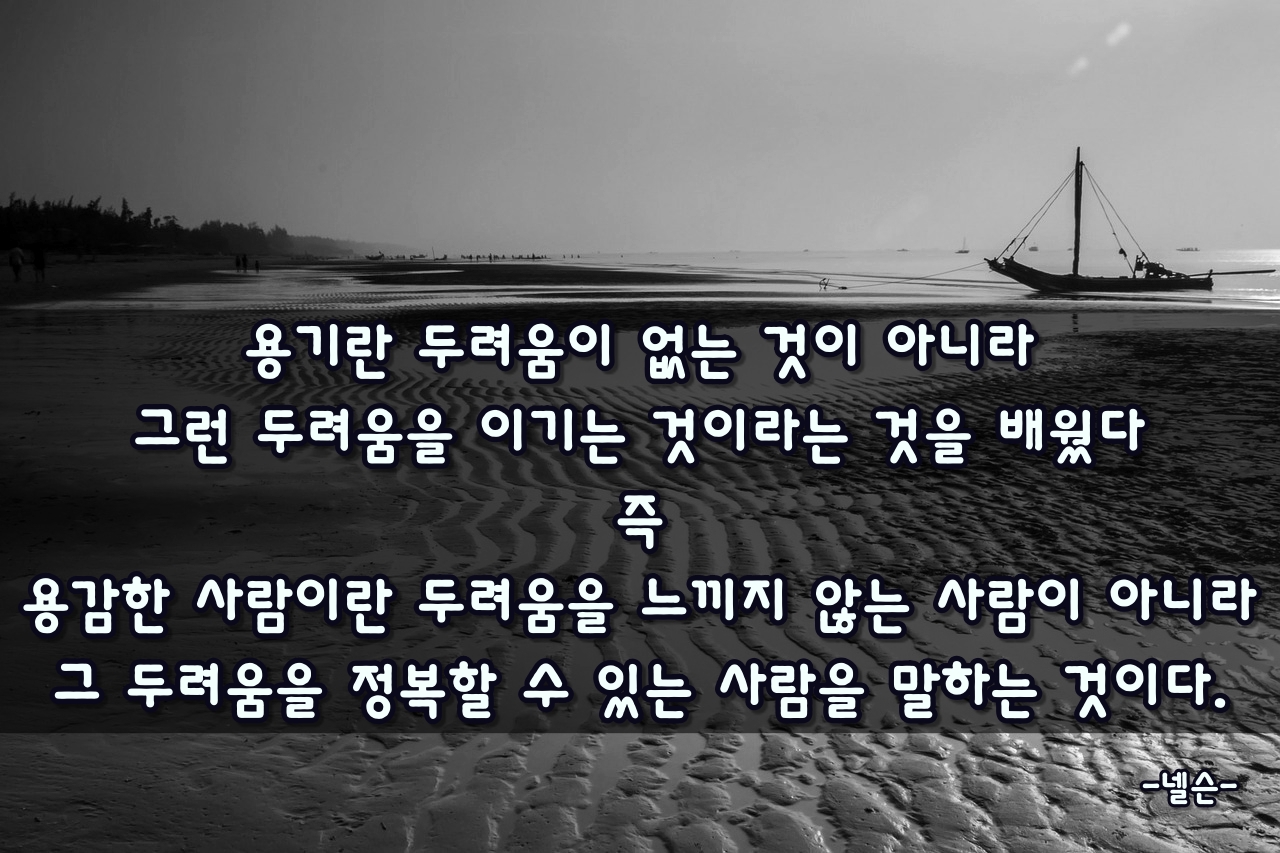 용기란 두려움이 없는 것이 아니라
그런 두려움을 이기는 것이라는 것을 배웠다
즉
용감한 사람이란 두려움을 느끼지 않는 사람이 아니라
그 두려움을 정복할 수 있는 사람을 말하는 것이다.
-넬슨-